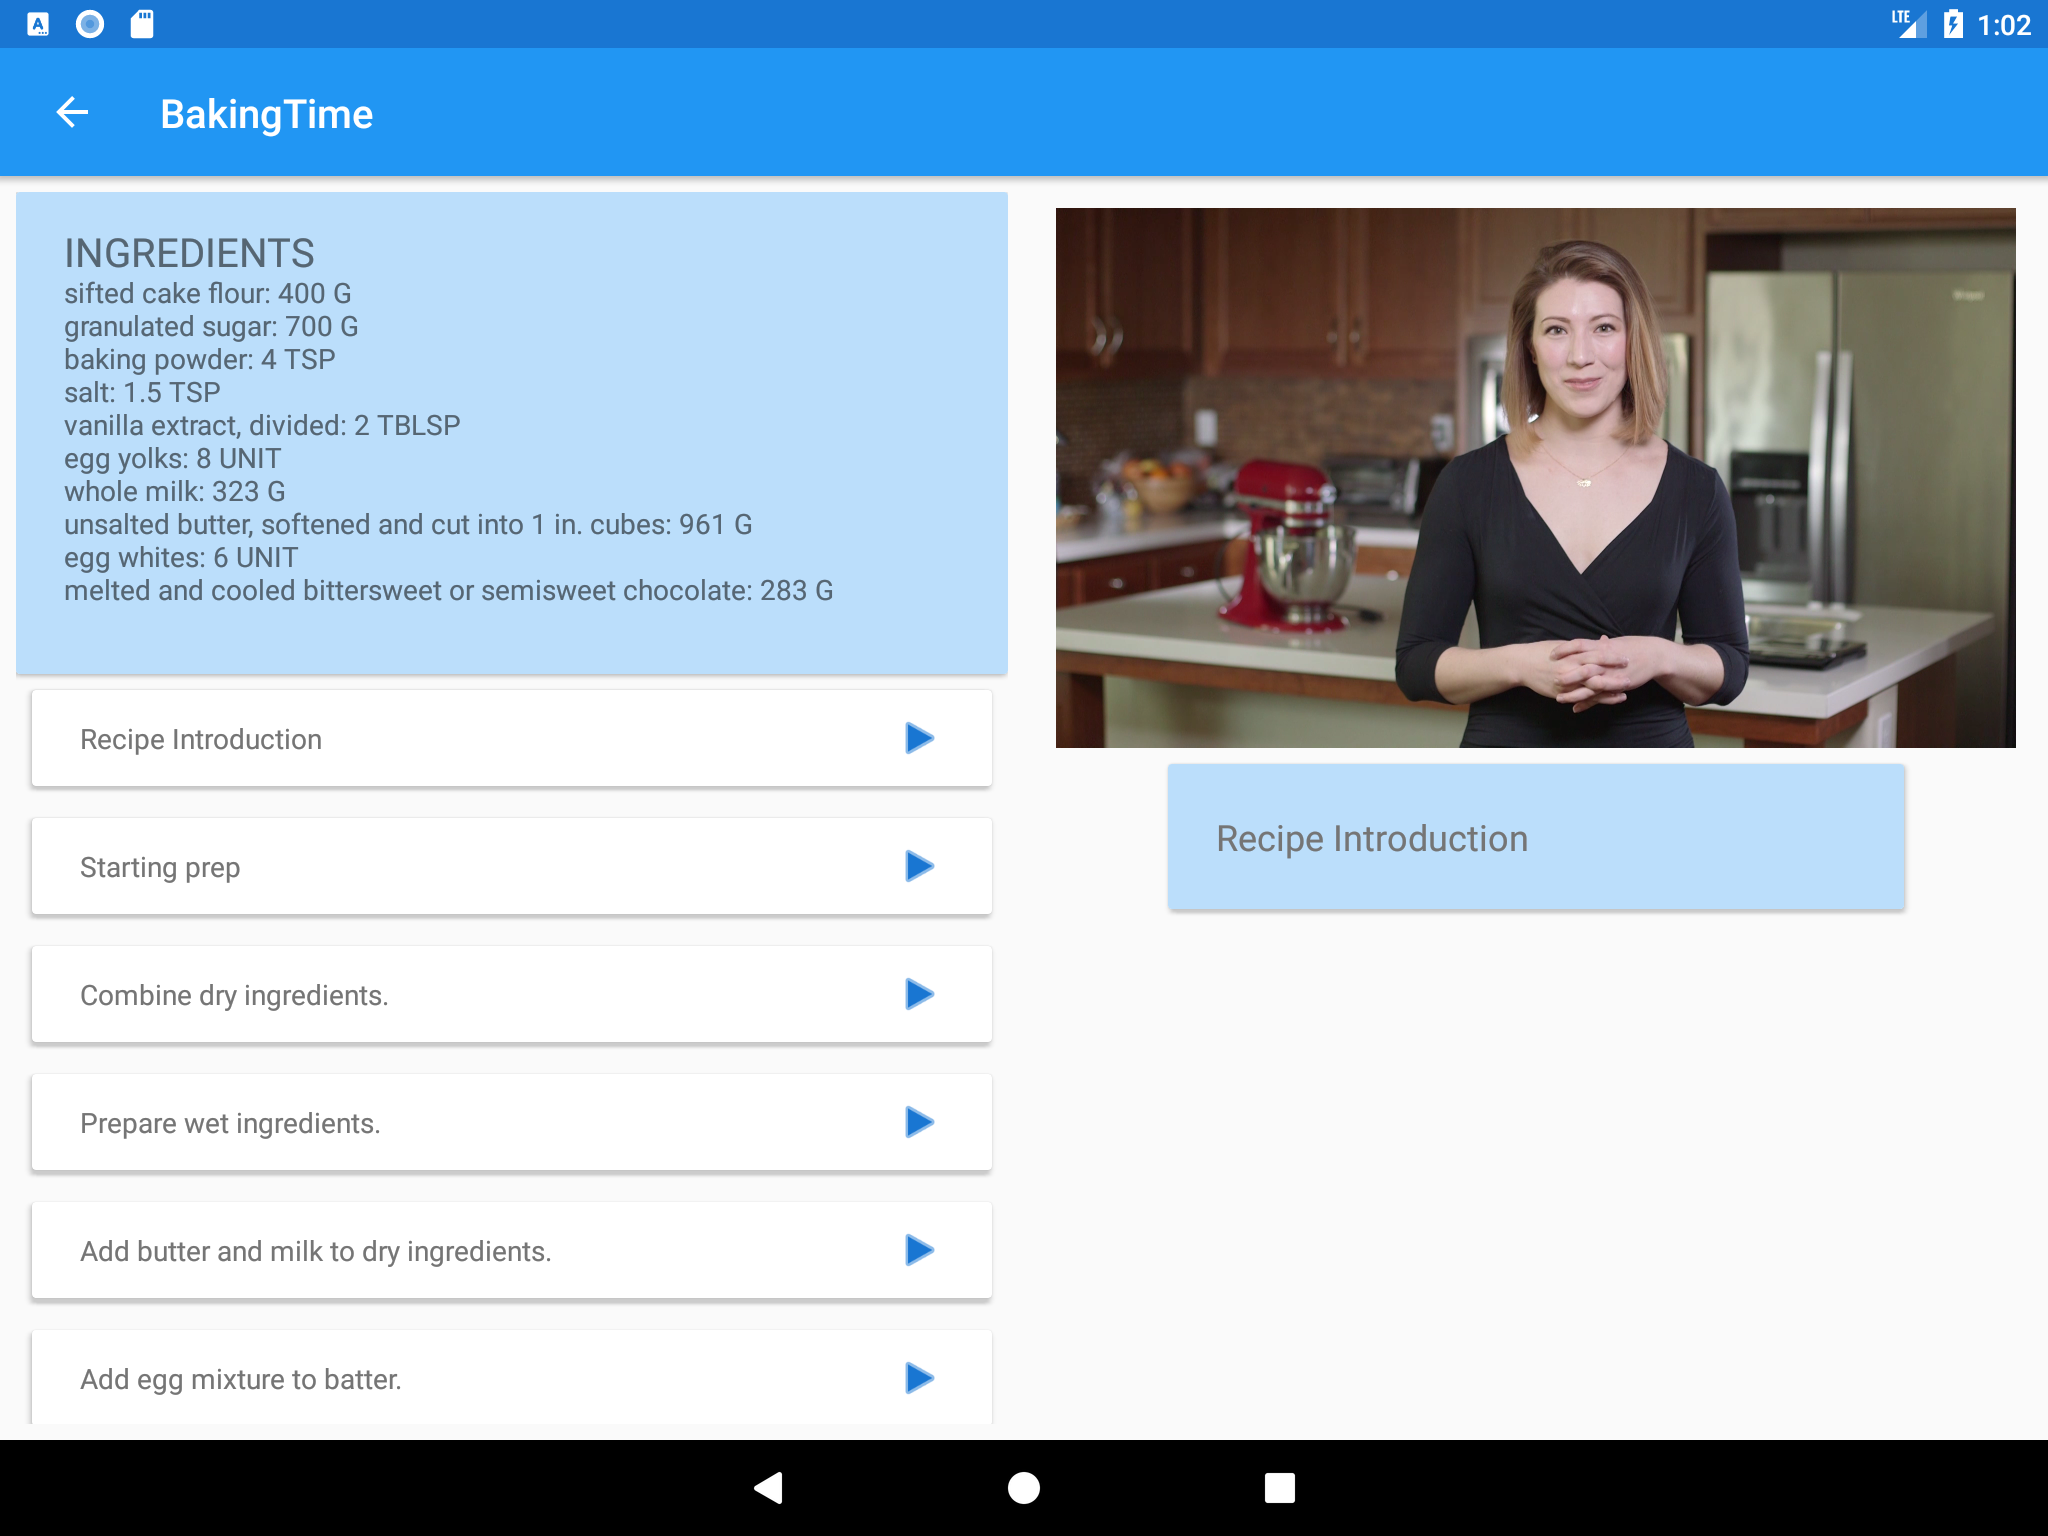 LTE 1:02
BakingTime
INGREDIENTS
sifted cake flour: 400 G
granulated sugar: 700 G
baking powder: 4 TSP
salt: 1.5 TSP
vanilla extract, divided: 2 TBLSP
egg yolks: 8 UNIT
whole milk: 323 G
unsalted butter, softened and cut into 1 in. cubes: 961 G
egg whites: 6 UNIT
melted and cooled bittersweet or semisweet chocolate: 283 G
Recipe Introduction
Starting prep
Combine dry ingredients.
Prepare wet ingredients.
Add butter and milk to dry ingredients.
Add egg mixture to batter.
Recipe Introduction